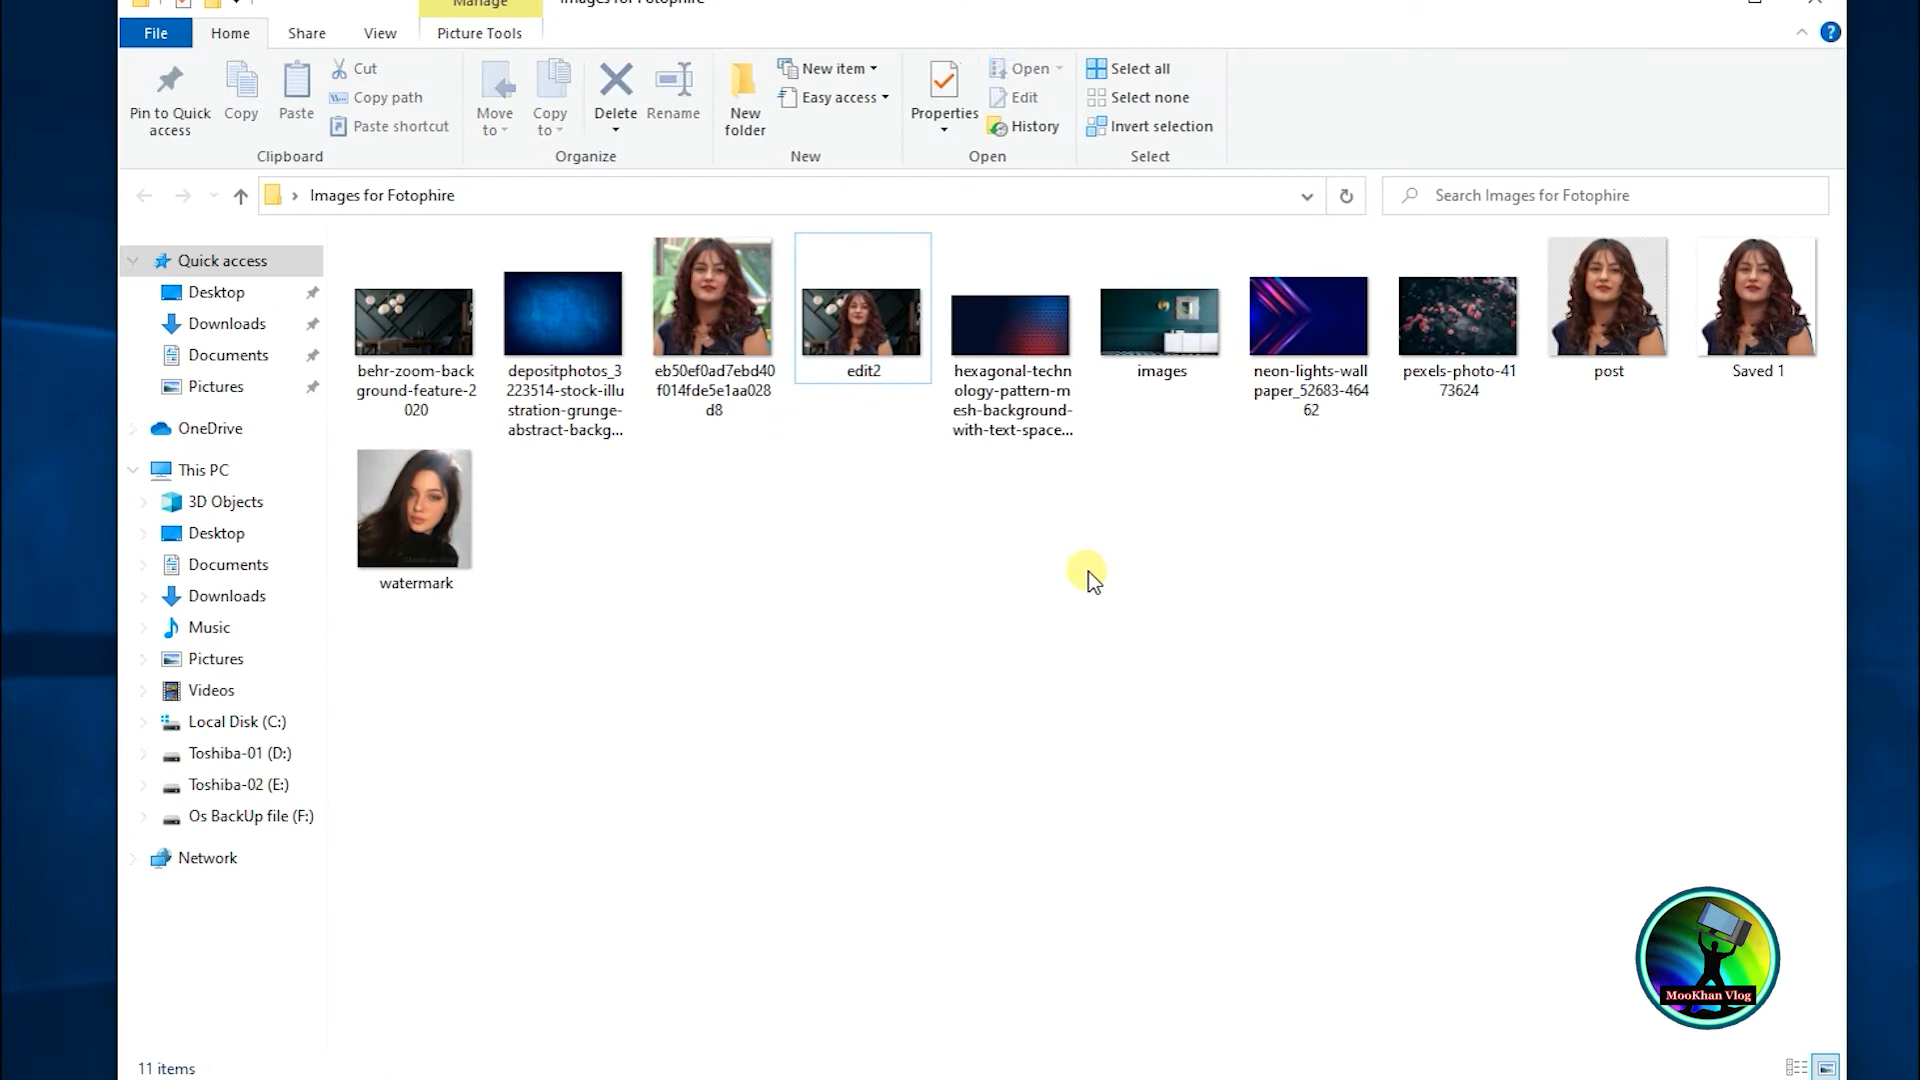 Manage
Images for Fotophire
File
Home
Share
View
Picture Tools
Pin to Quick
access
Copy
Paste
Cut
Copy path
Paste shortcut
Clipboard
Move
to
Copy
to
Delete
Rename
Organize
New
folder
New item
Easy access
New
Properties
Open
Edit
History
Open
Select all
Select none
Invert selection
Select
Images for Fotophire
Search Images for Fotophire
Quick access
Desktop
Downloads
Documents
Pictures
OneDrive
This PC
3D Objects
Desktop
Documents
Downloads
Music
Pictures
Videos
Local Disk (C:)
Toshiba-01 (D:)
Toshiba-02 (E:)
Os BackUp file (F:)
Network
behr-zoom-back
ground-feature-2
020
depositphotos_3
223514-stock-illu
stration-grunge-
abstract-backg...
eb50ef0ad7ebd40
f014fde5e1aa028
d8
edit2
hexagonal-techn
ology-pattern-m
esh-background-
with-text-space...
images
neon-lights-wall
paper_52683-464
62
pexels-photo-41
73624
post
Saved 1
watermark
MooKhan Vlog
11 items